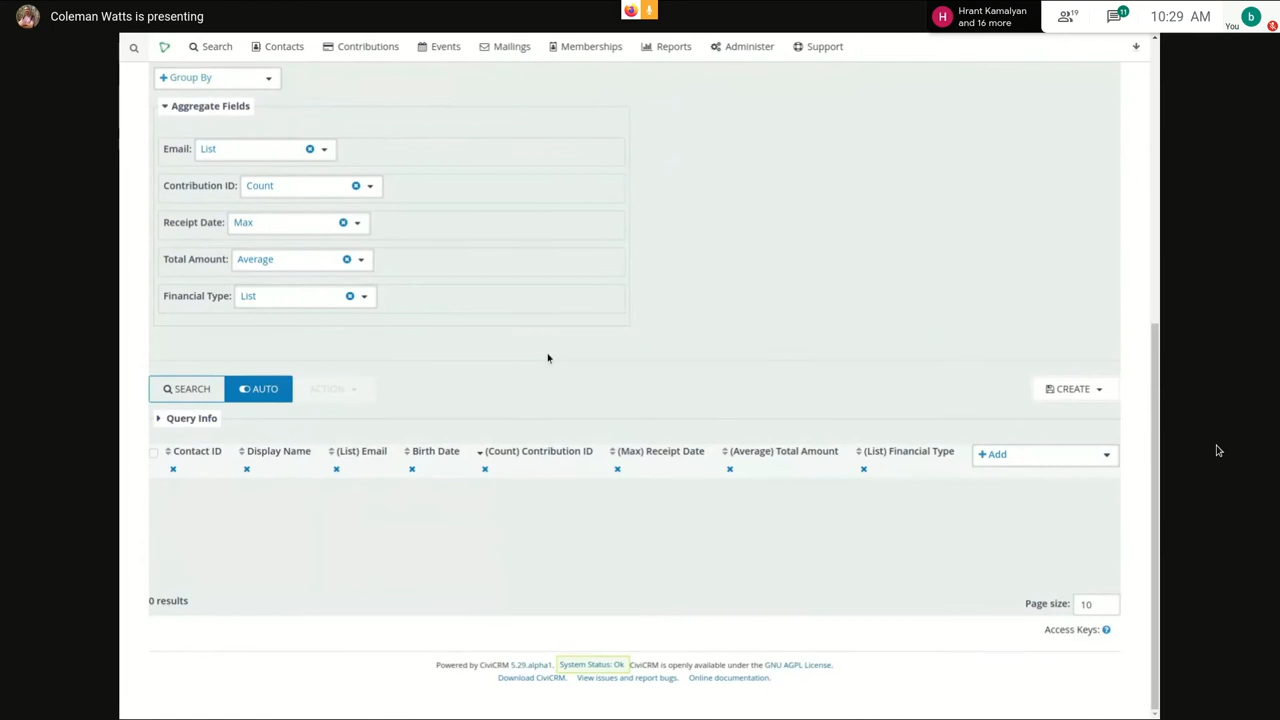 Coleman Watts is presenting
H
Hrant Kamalyan
and 16 more
19
11
10:29 AM
b
You
Search
Contacts
Contributions
Events
Mailings
Memberships
Reports
Administer
Support
+ Group By
Aggregate Fields
Email: List
Contribution ID: Count
Receipt Date: Max
Total Amount: Average
Financial Type: List
SEARCH
AUTO
ACTION
CREATE
Query Info
Contact ID
Display Name
(List) Email
Birth Date
(Count) Contribution ID
(Max) Receipt Date
(Average) Total Amount
(List) Financial Type
+ Add
0 results
Page size: 10
Access Keys: ?
Powered by CiviCRM 5.29.alpha1. System Status: Ok CiviCRM is openly available under the GNU AGPL License.
Download CiviCRM. View issues and report bugs. Online documentation.